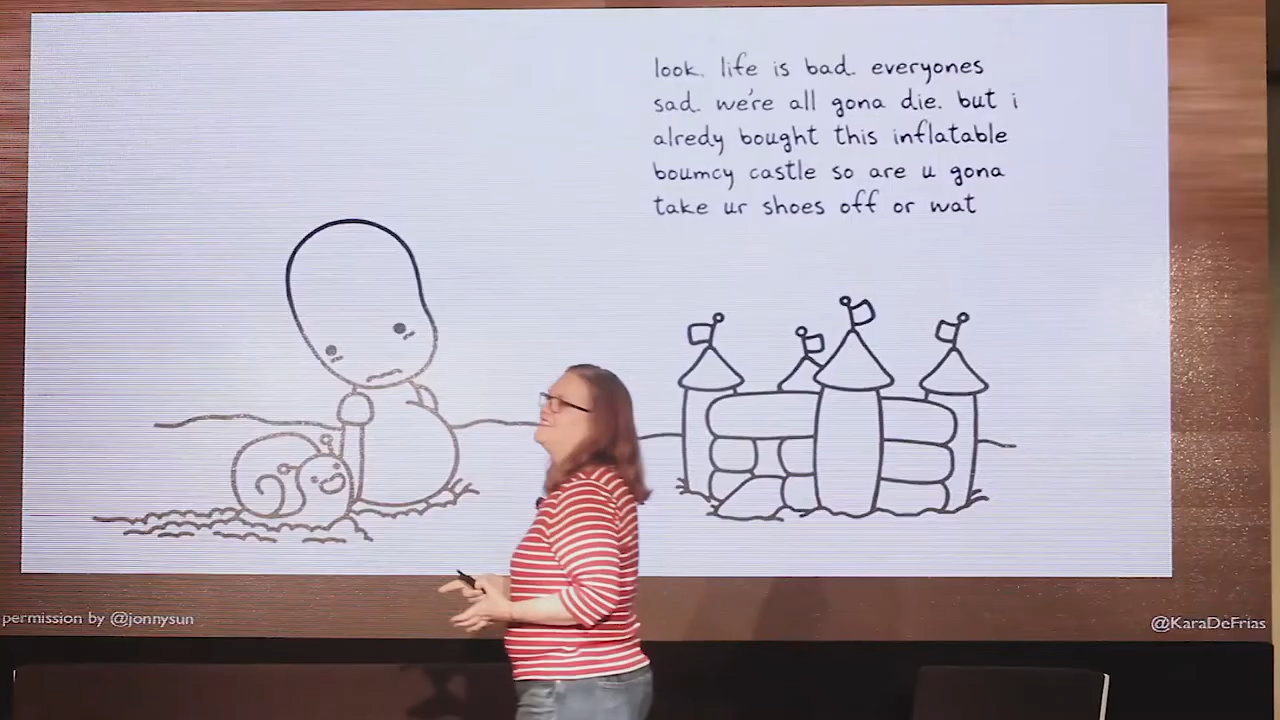 look. life is bad. everyones
sad. we're all gona die. but i
alredy bought this inflatable
boumcy castle so are u gona
take ur shoes off or wat
permission by @jonnysun
@KaraDeFrias